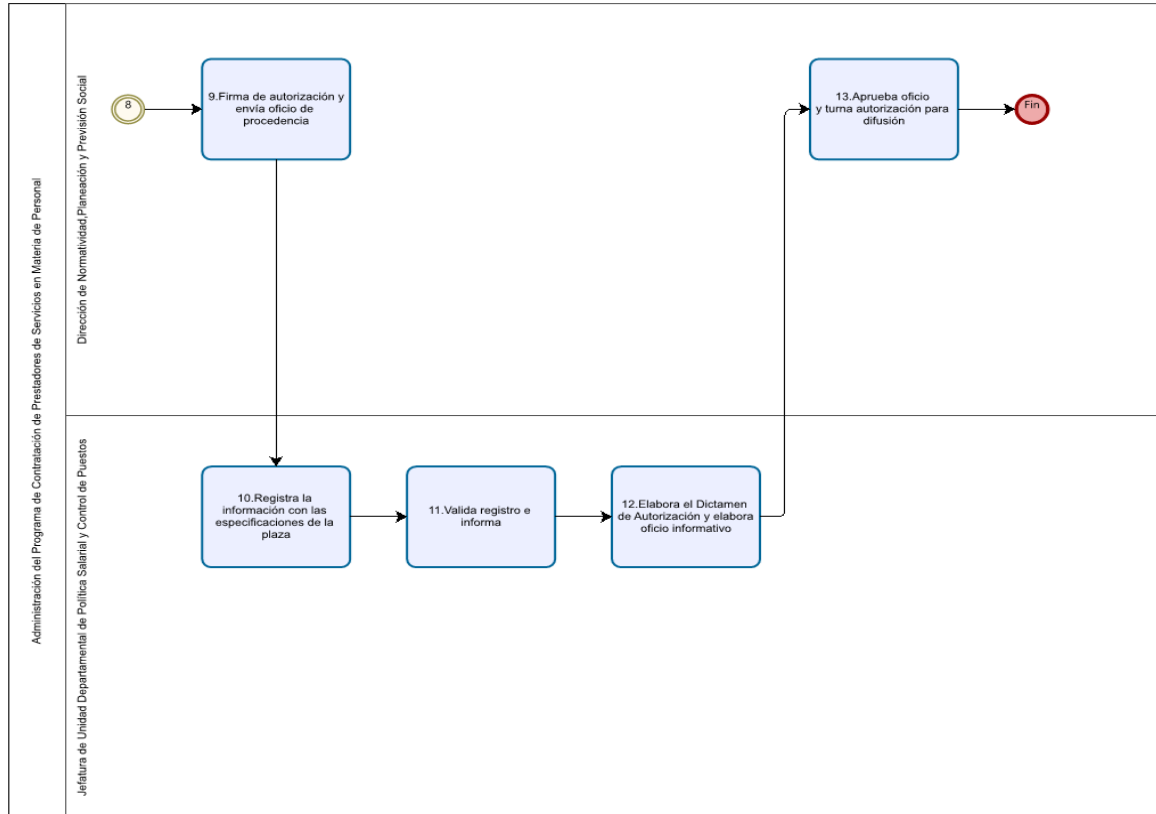 Administración del Programa de Contratación de Prestadores de Servicios en Materia de Personal
Dirección de Normatividad,Planeación y Previsión Social
8
9.Firma de autorización y
envía oficio de
procedencia
13.Aprueba oficio
y turna autorización para
difusión
Fin
Jefatura de Unidad Departamental de Política Salarial y Control de Puestos
10.Registra la
información con las
especificaciones de la
plaza
11.Valida registro e
informa
12.Elabora el Dictamen
de Autorización y elabora
oficio informativo